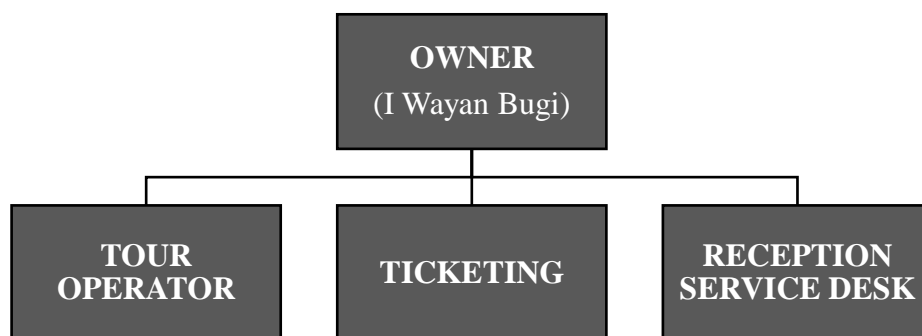 OWNER
(I Wayan Bugi)
TOUR
OPERATOR
TICKETING
RECEPTION
SERVICE DESK